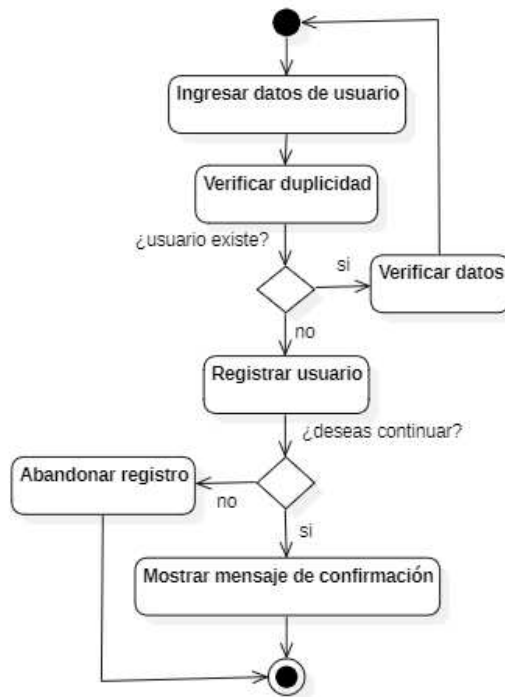 Ingresar datos de usuario
Verificar duplicidad
¿usuario existe?
si
Verificar datos
no
Registrar usuario
¿deseas continuar?
Abandonar registro
no
si
Mostrar mensaje de confirmación